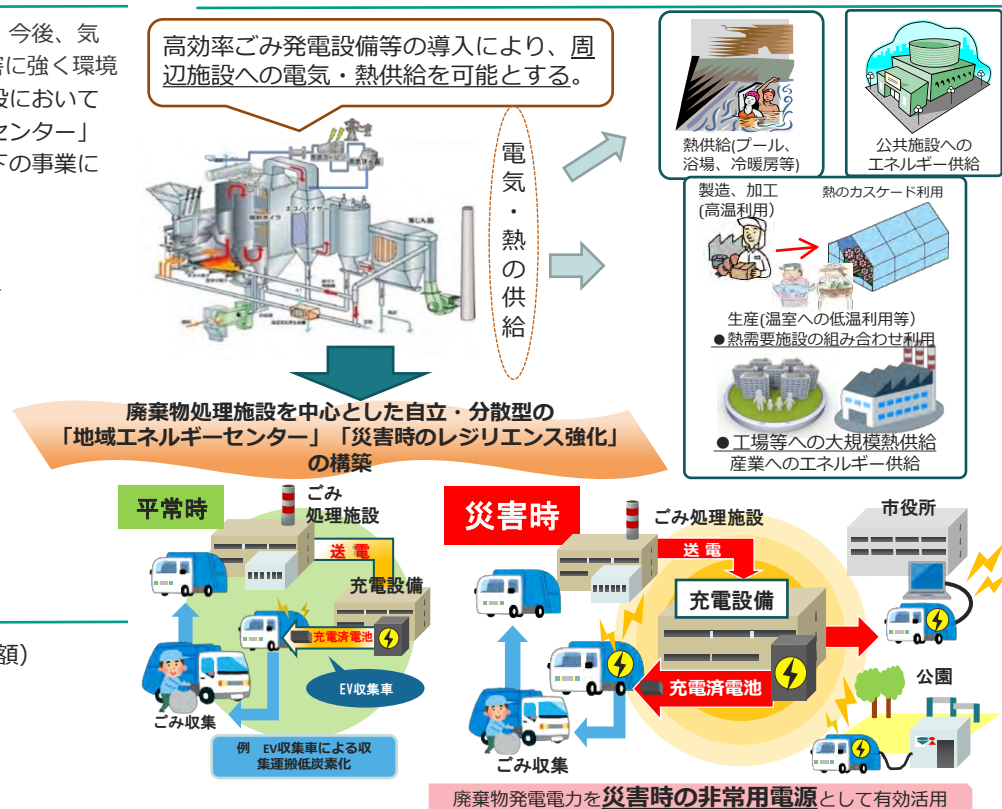 今後、気
害に強く環境
設において
センター」
下の事業に
額）
高効率ごみ発電設備等の導入により、周
辺施設への電気・熱供給を可能とする。
電気・熱の供給
熱供給(プール、
浴場、冷暖房等)
公共施設への
エネルギー供給
製造、加工
(高温利用)
熱のカスケード利用
生産(温室への低温利用等)
●熱需要施設の組み合わせ利用
●工場等への大規模熱供給
産業へのエネルギー供給
廃棄物処理施設を中心とした自立・分散型の
「地域エネルギーセンター」「災害時のレジリエンス強化」
の構築
平常時
ごみ
処理施設
送電
充電設備
充電済電池
EV収集車
ごみ収集
例　EV収集車による収
集運搬低炭素化
災害時
ごみ処理施設
送電
充電設備
充電済電池
ごみ収集
市役所
公園
廃棄物発電電力を災害時の非常用電源として有効活用